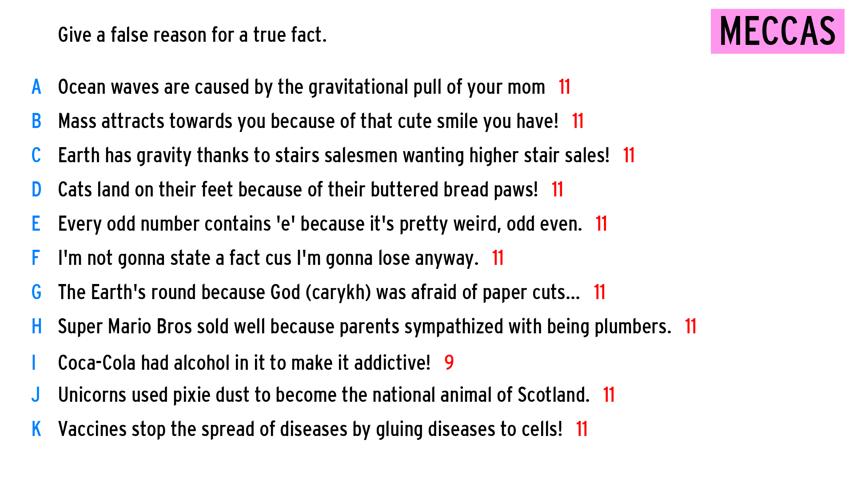 Give a false reason for a true fact.
MECCAS
A Ocean waves are caused by the gravitational pull of your mom 11
B Mass attracts towards you because of that cute smile you have! 11
C Earth has gravity thanks to stairs salesmen wanting higher stair sales! 11
D Cats land on their feet because of their buttered bread paws! 11
E Every odd number contains 'e' because it's pretty weird, odd even. 11
F I'm not gonna state a fact cus I'm gonna lose anyway. 11
G The Earth's round because God (carykh) was afraid of paper cuts... 11
H Super Mario Bros sold well because parents sympathized with being plumbers. 11
I Coca-Cola had alcohol in it to make it addictive! 9
J Unicorns used pixie dust to become the national animal of Scotland. 11
K Vaccines stop the spread of diseases by gluing diseases to cells! 11